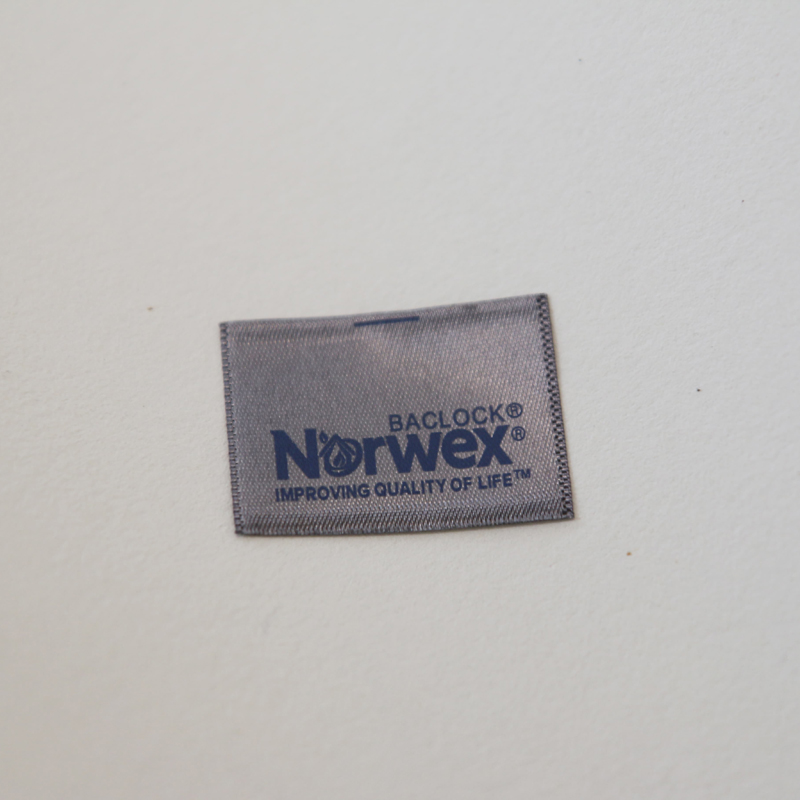 BACLOCK®
Norwex®
IMPROVING QUALITY OF LIFE™